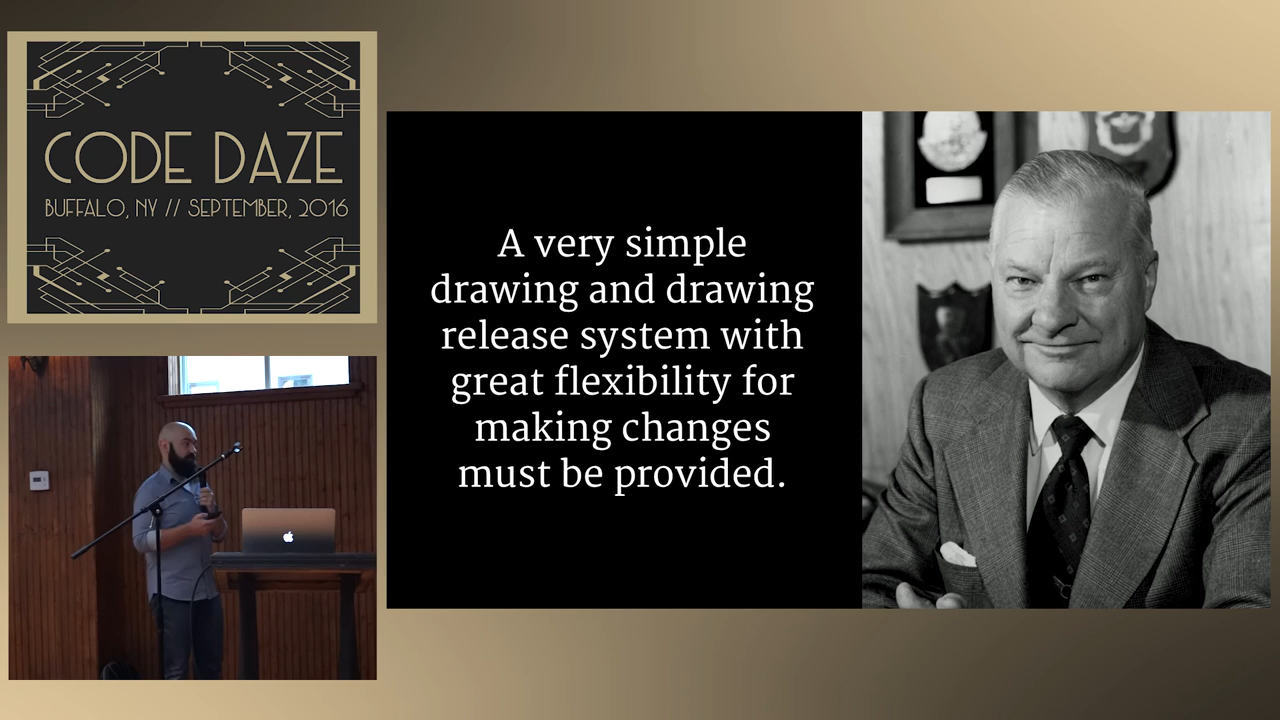 CODE DAZE
BUFFALO, NY // SEPTEMBER, 2016
A very simple
drawing and drawing
release system with
great flexibility for
making changes
must be provided.